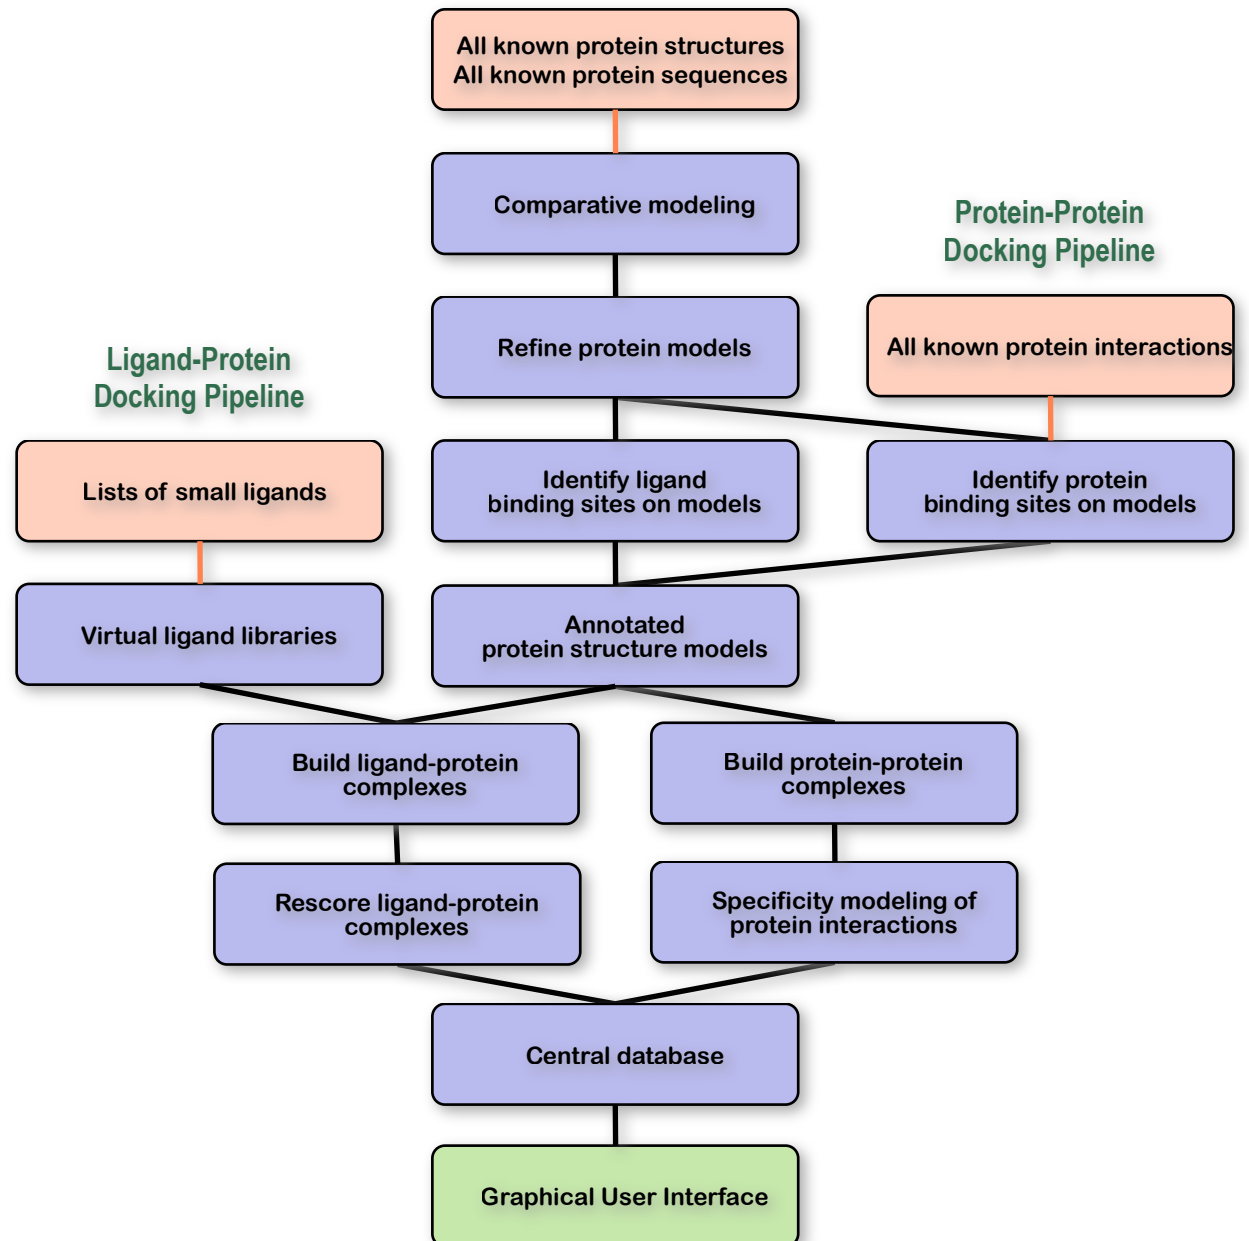 All known protein structures
All known protein sequences
Comparative modeling
Protein-Protein
Docking Pipeline
Refine protein models
All known protein interactions
Ligand-Protein
Docking Pipeline
Lists of small ligands
Identify ligand
binding sites on models
Identify protein
binding sites on models
Virtual ligand libraries
Annotated
protein structure models
Build ligand-protein
complexes
Build protein-protein
complexes
Rescore ligand-protein
complexes
Specificity modeling of
protein interactions
Central database
Graphical User Interface